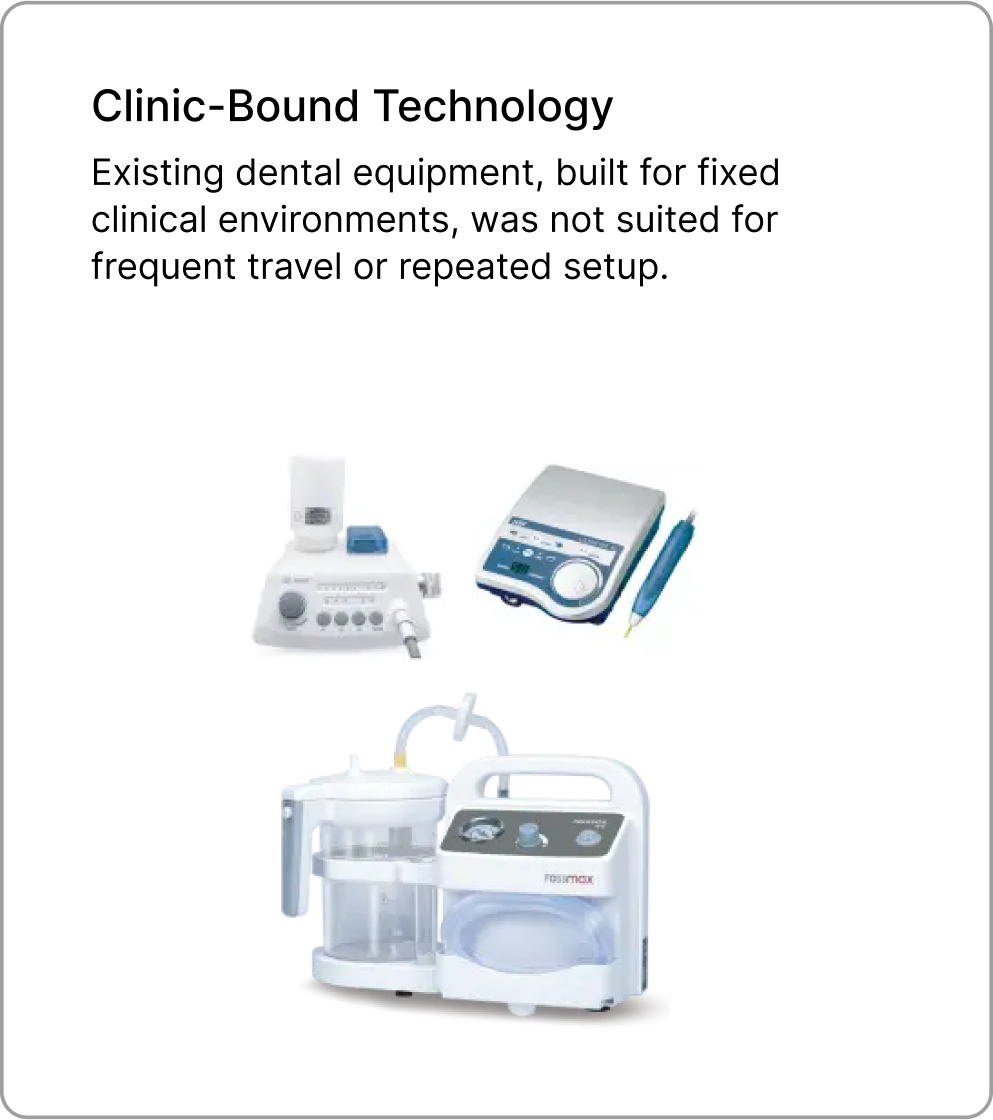 Clinic-Bound Technology
Existing dental equipment, built for fixed
clinical environments, was not suited for
frequent travel or repeated setup.
rossmax